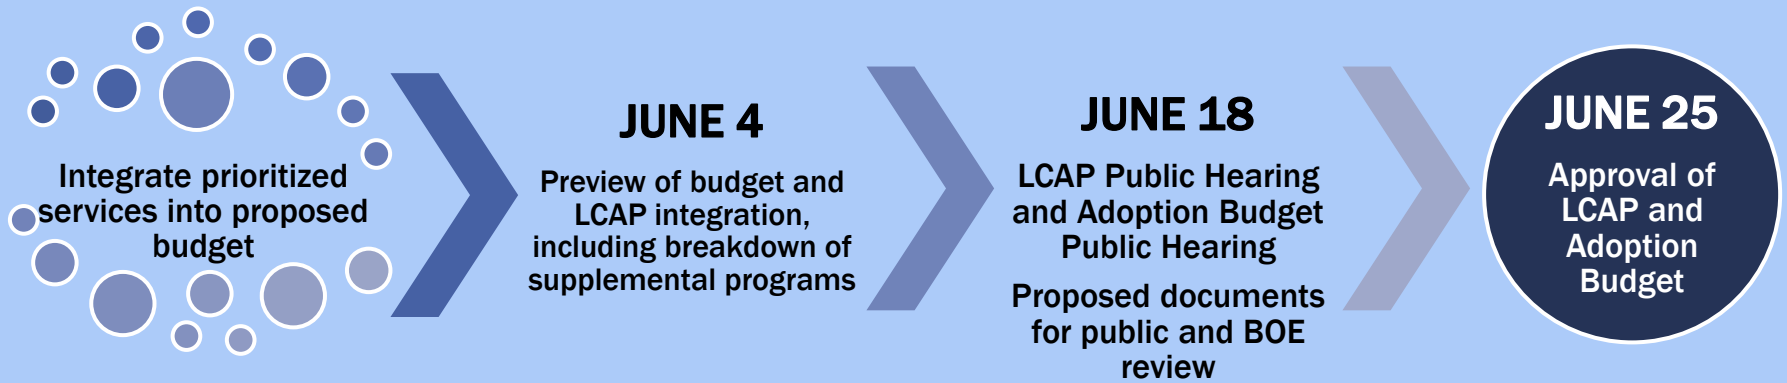 Integrate prioritized
services into proposed
budget
JUNE 4
Preview of budget and
LCAP integration,
including breakdown of
supplemental programs
JUNE 18
LCAP Public Hearing
and Adoption Budget
Public Hearing
Proposed documents
for public and BOE
review
JUNE 25
Approval of
LCAP and
Adoption
Budget